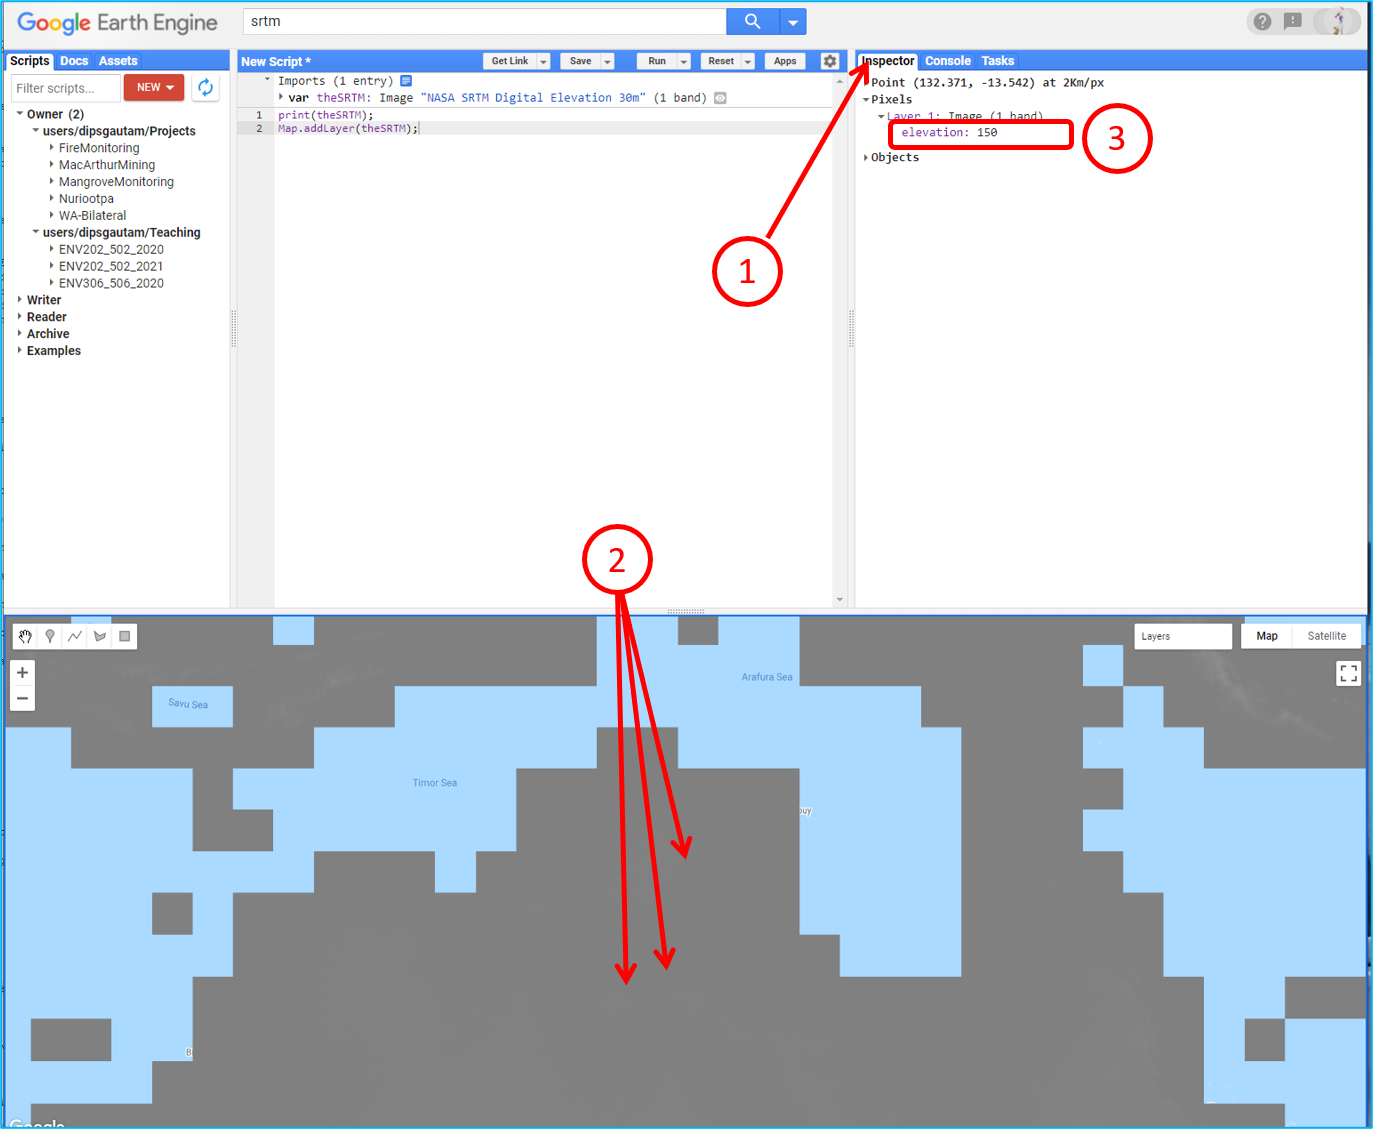 Google Earth Engine
srtm
Scripts Docs Assets
Filter scripts... NEW
Owner (2)
users/dipsgautam/Projects
FireMonitoring
MacArthurMining
MangroveMonitoring
Nuriootpa
WA-Bilateral
users/dipsgautam/Teaching
ENV202_502_2020
ENV202_502_2021
ENV306_506_2020
Writer
Reader
Archive
Examples
New Script * Get Link Save Run Reset Apps
Imports (1 entry)
var theSRTM: Image "NASA SRTM Digital Elevation 30m" (1 band)
1 print(theSRTM);
2 Map.addLayer(theSRTM);
Inspector Console Tasks
Point (132.371, -13.542) at 2Km/px
Pixels
Layer 1: Image (1 band)
elevation: 150
Objects
3
1
2
Layers Map Satellite
Arafura Sea
Savu Sea
Timor Sea
Google